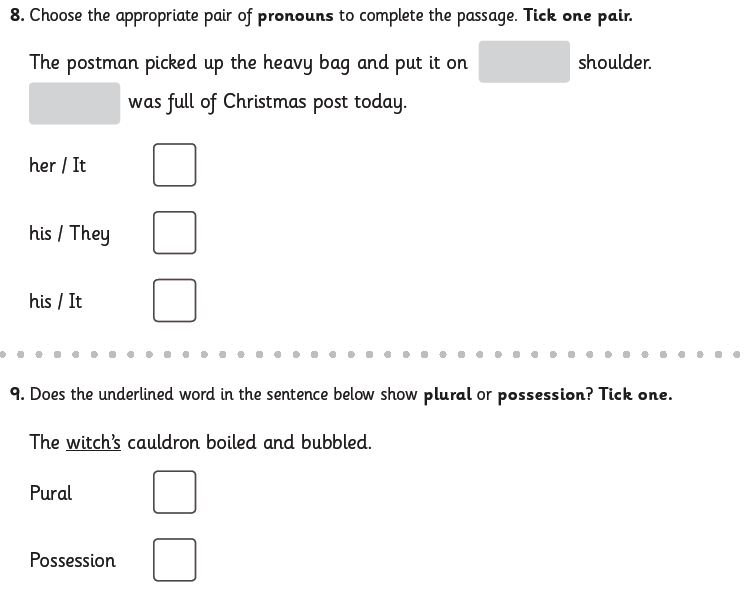 8. Choose the appropriate pair of pronouns to complete the passage. Tick one pair.
The postman picked up the heavy bag and put it on shoulder.
was full of Christmas post today.
her / It
his / They
his / It
9. Does the underlined word in the sentence below show plural or possession? Tick one.
The witch's cauldron boiled and bubbled.
Pural
Possession